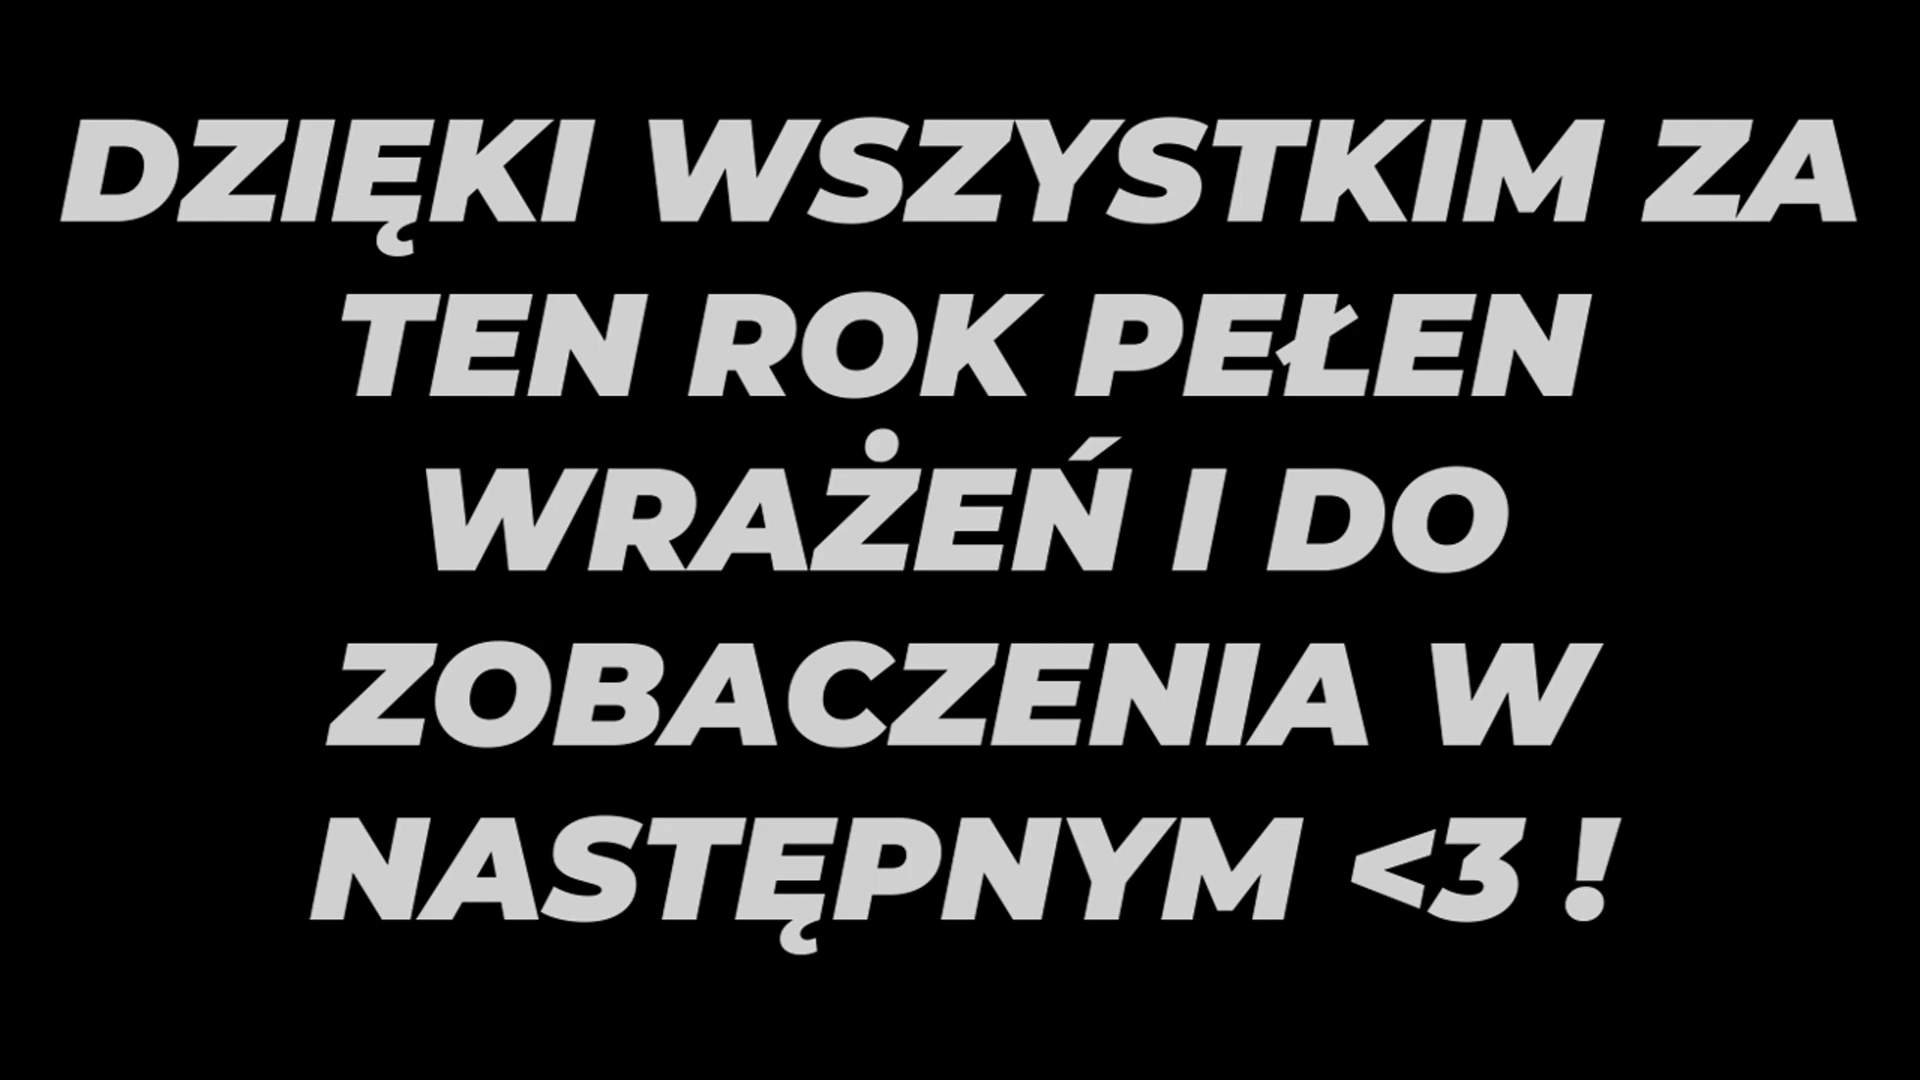 DZIĘKI WSZYSTKIM ZA
TEN ROK PEŁEN
WRAŻEŃ I DO
ZOBACZENIA W
NASTĘPNYM <3 !